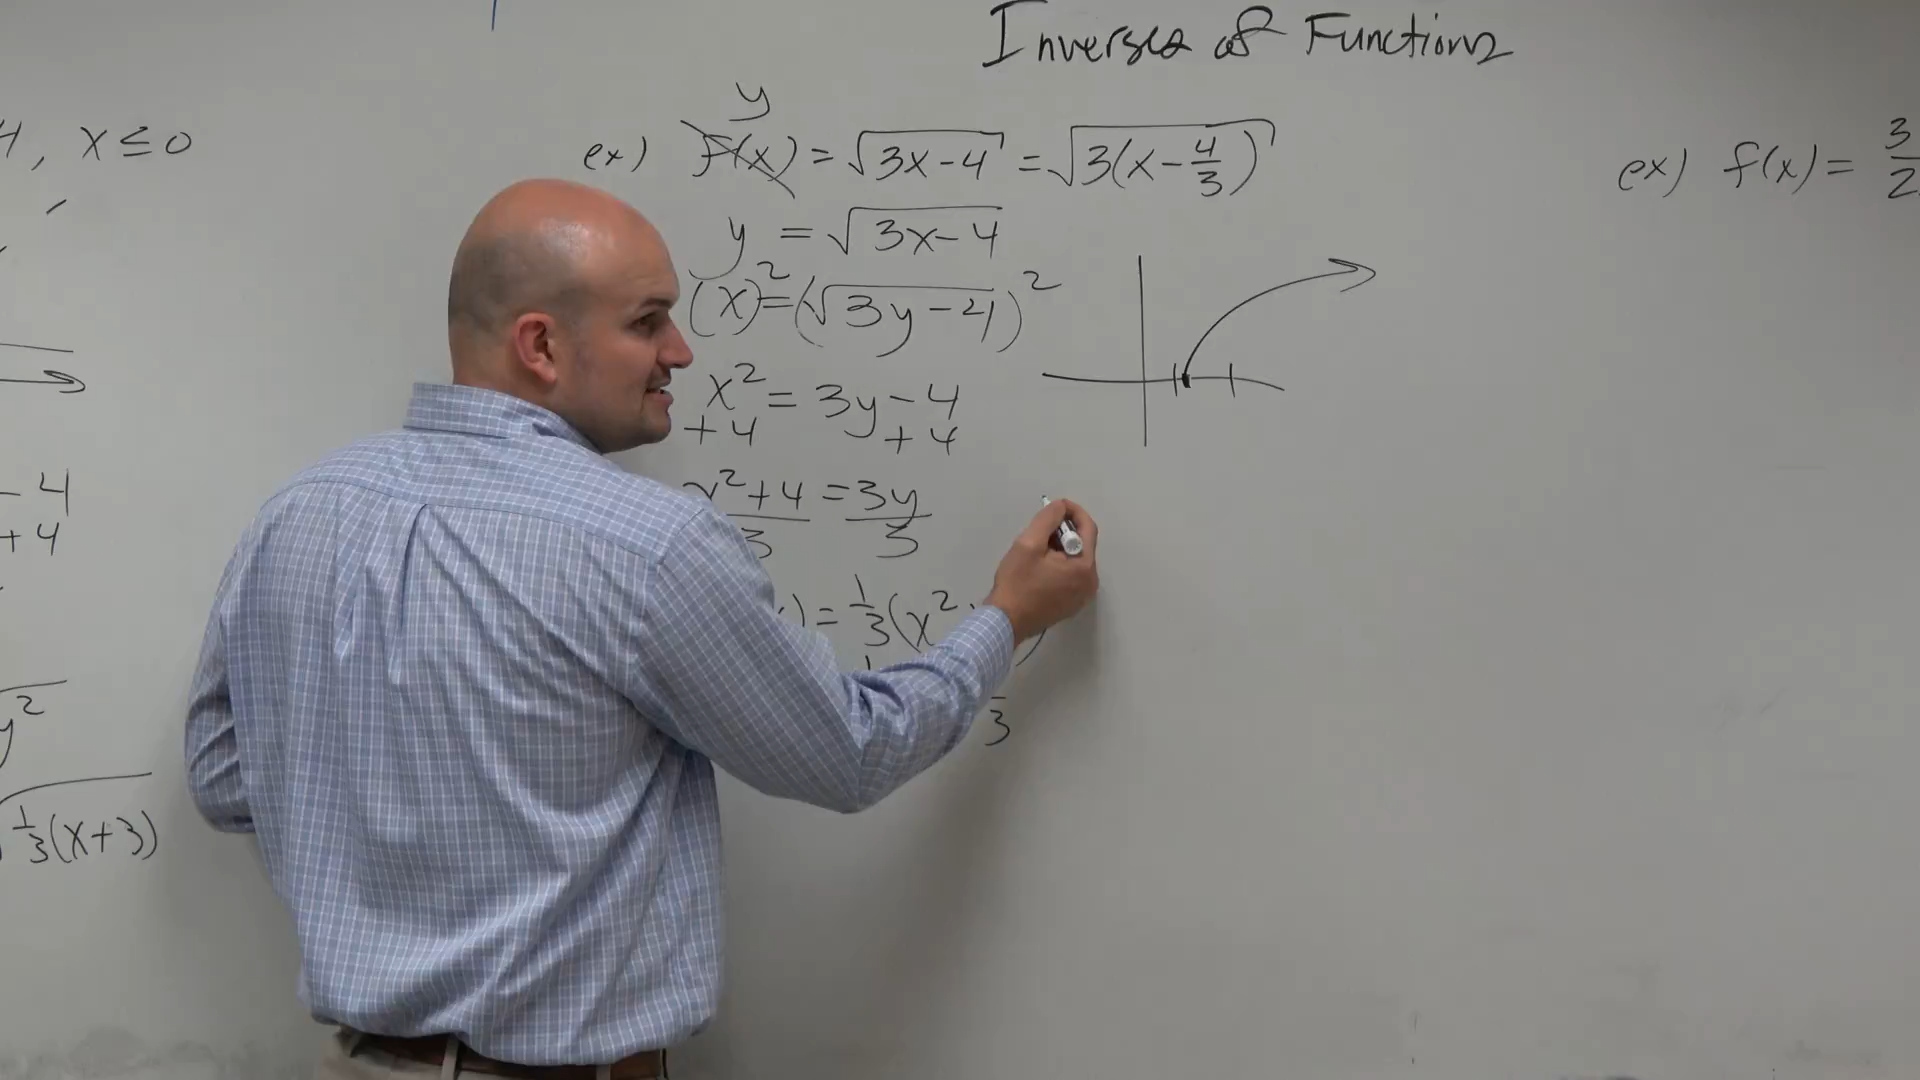 Inverses of Functions
4, x ≤ 0
y
ex) f(x) = √3x-4 = √3(x-4/3)
y = √3x-4
(x)² = (√3y-4)²
x² = 3y-4
+4 +4
x²+4 = 3y
3 3
) = 1/3(x²
3
- 4
+ 4
y²
1/3(x+3)
ex) f(x) = 3/2